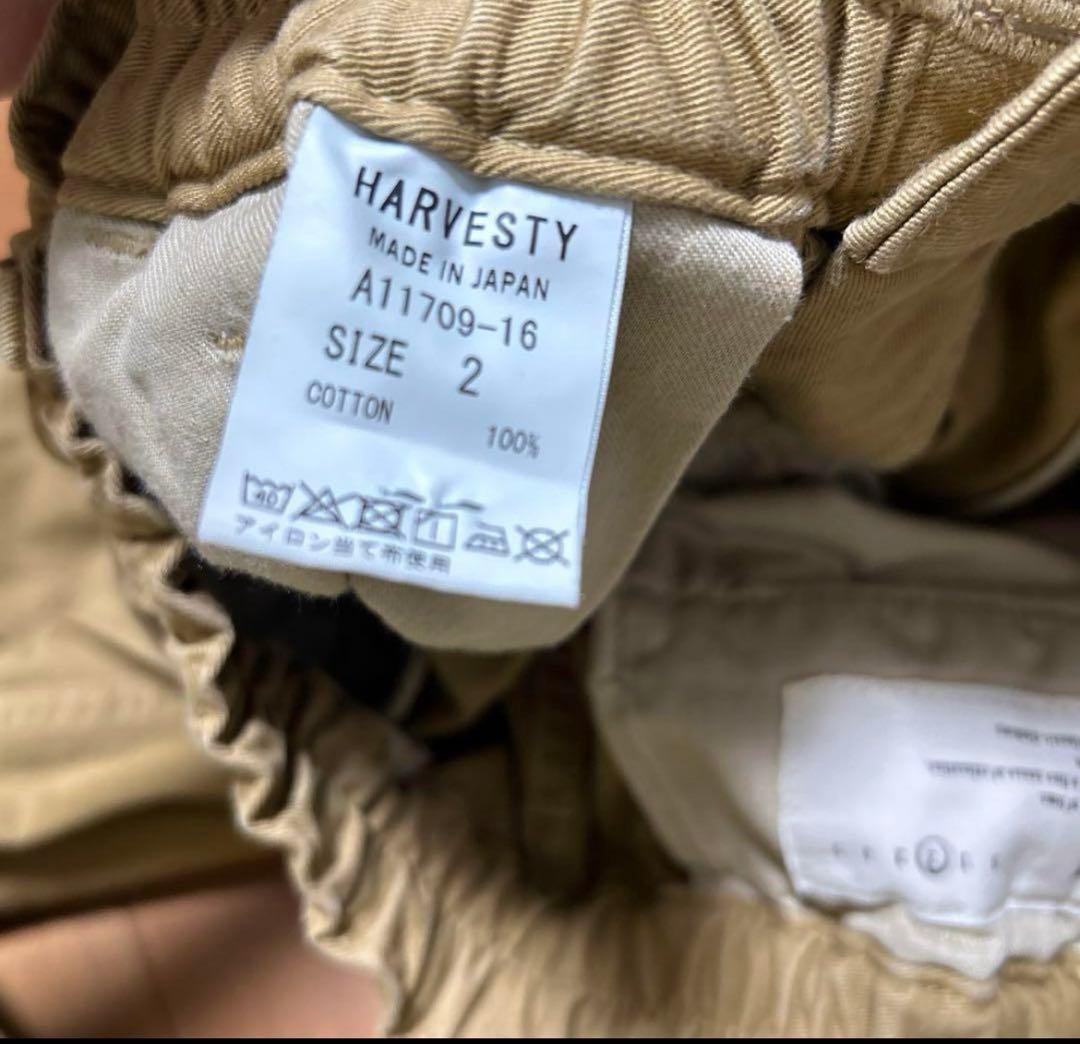 HARVESTY
MADE IN JAPAN
A11709-16
SIZE 2
COTTON
100%
40
アイロン当て布使用